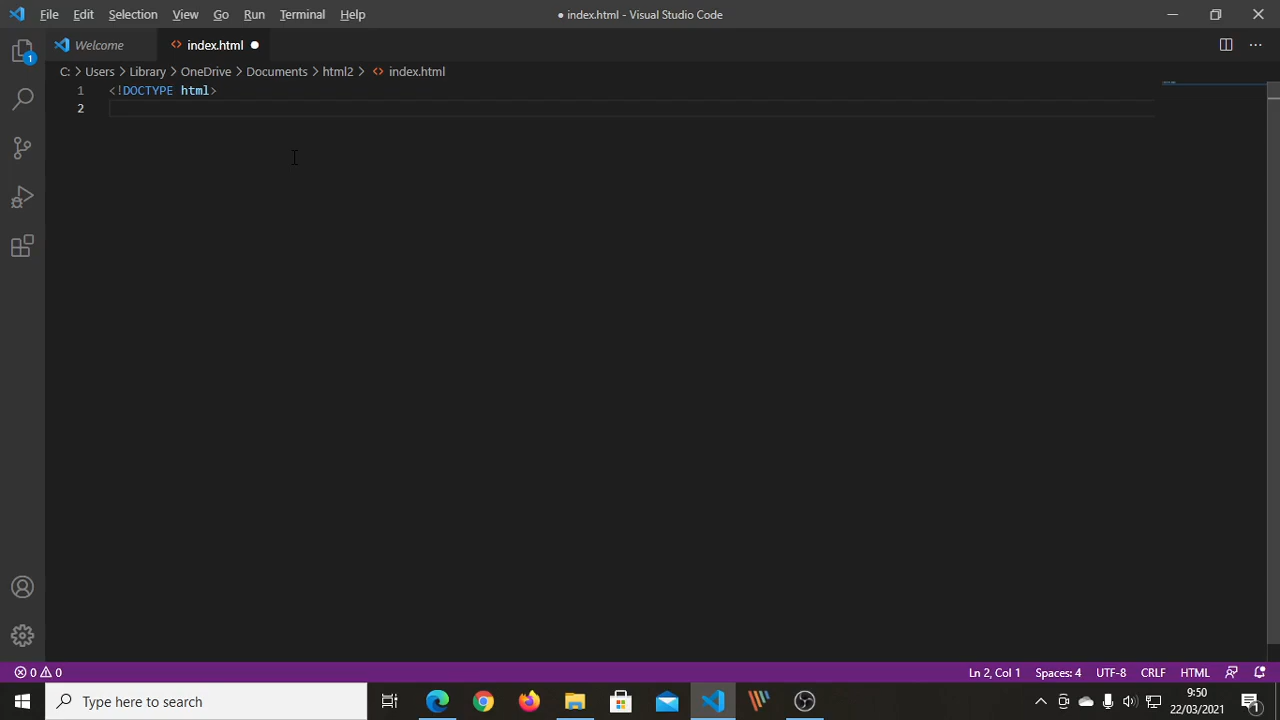 File Edit Selection View Go Run Terminal Help ● index.html - Visual Studio Code
Welcome index.html ●
C: > Users > Library > OneDrive > Documents > html2 > index.html
1 <!DOCTYPE html>
2
1
0 0 Ln 2, Col 1 Spaces: 4 UTF-8 CRLF HTML
Type here to search 9:50
22/03/2021 1